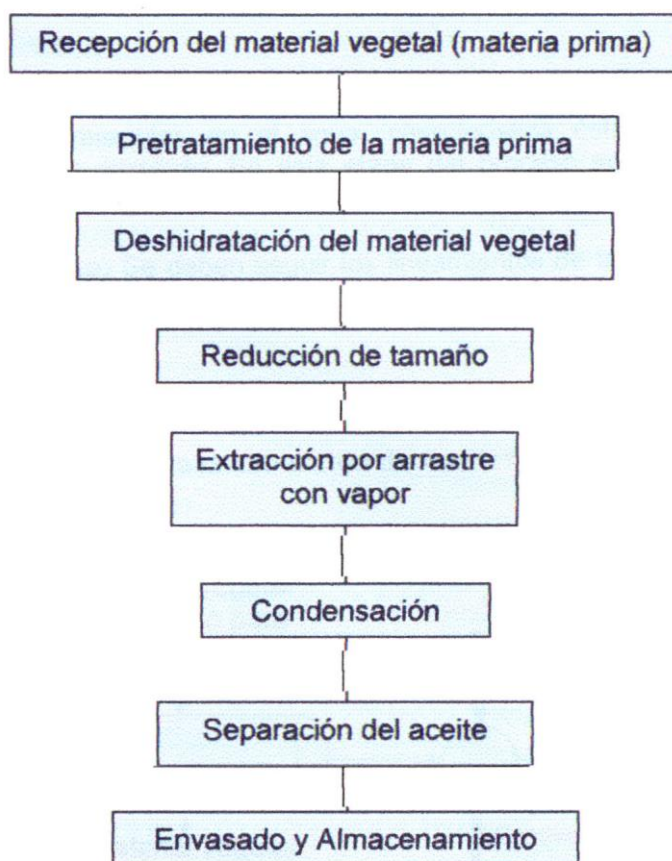 Recepción del material vegetal (materia prima)
Pretratamiento de la materia prima
Deshidratación del material vegetal
Reducción de tamaño
Extracción por arrastre
con vapor
Condensación
Separación del aceite
Envasado y Almacenamiento